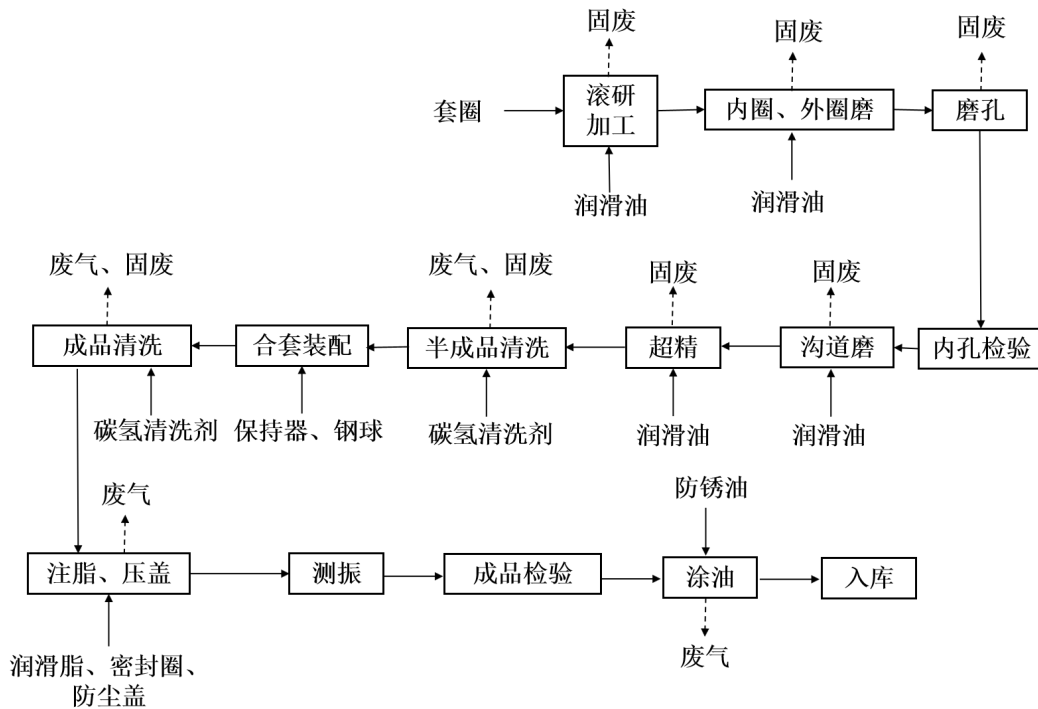 固废
固废
固废
套圈
滚研
加工
内圈、外圈磨
磨孔
润滑油
润滑油
废气、固废
废气、固废
固废
固废
成品清洗
合套装配
半成品清洗
超精
沟道磨
内孔检验
碳氢清洗剂
保持器、钢球
碳氢清洗剂
润滑油
润滑油
废气
防锈油
注脂、压盖
测振
成品检验
涂油
入库
润滑脂、密封圈、
防尘盖
废气